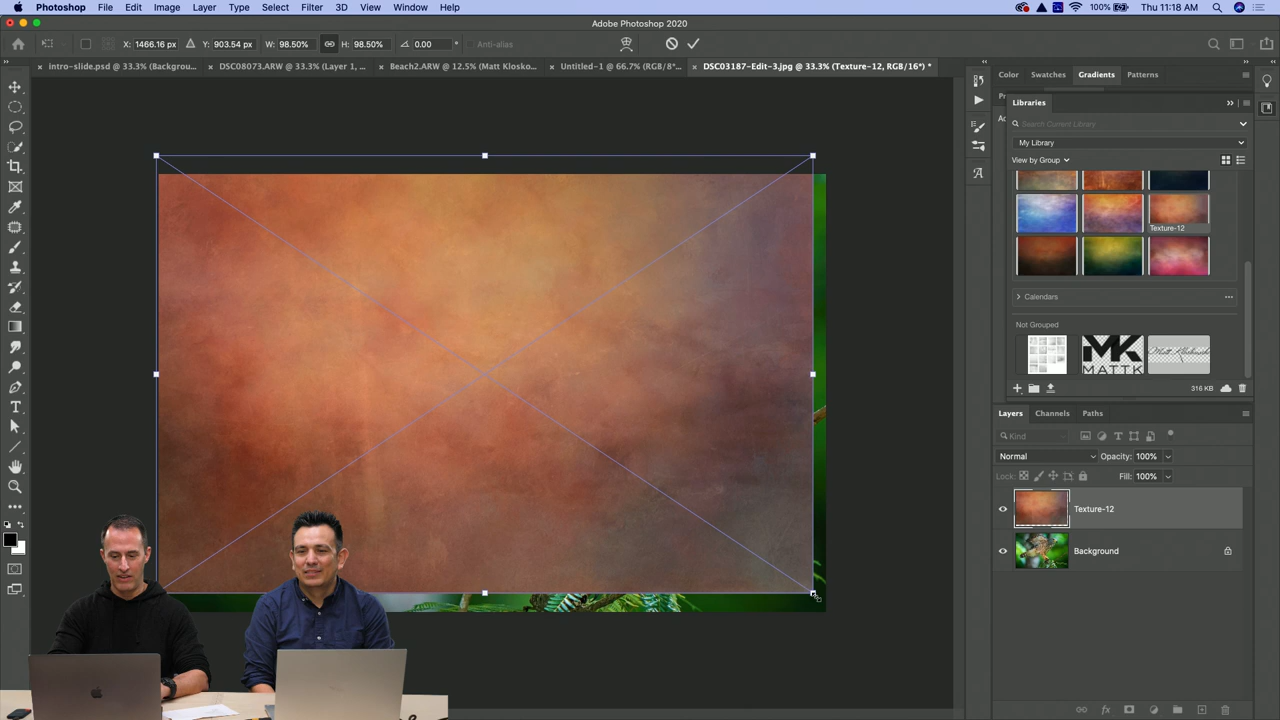 Photoshop File Edit Image Layer Type Select Filter 3D View Window Help 100% Thu 11:18 AM
Adobe Photoshop 2020
X: 1466.16 px Y: 903.54 px W: 98.50% H: 98.50% 0.00 ° Anti-alias
intro-slide.psd @ 33.3% (Backgrou... DSC08073.ARW @ 33.3% (Layer 1, ... Beach2.ARW @ 12.5% (Matt Klosko... Untitled-1 @ 66.7% (RGB/8*... DSC03187-Edit-3.jpg @ 33.3% (Texture-12, RGB/16*) *
Color Swatches Gradients Patterns
Libraries
Search Current Library
My Library
View by Group
Texture-12
Calendars
Not Grouped
MK
MATTK
316 KB
Layers Channels Paths
Kind
Normal Opacity: 100%
Lock: Fill: 100%
Texture-12
Background